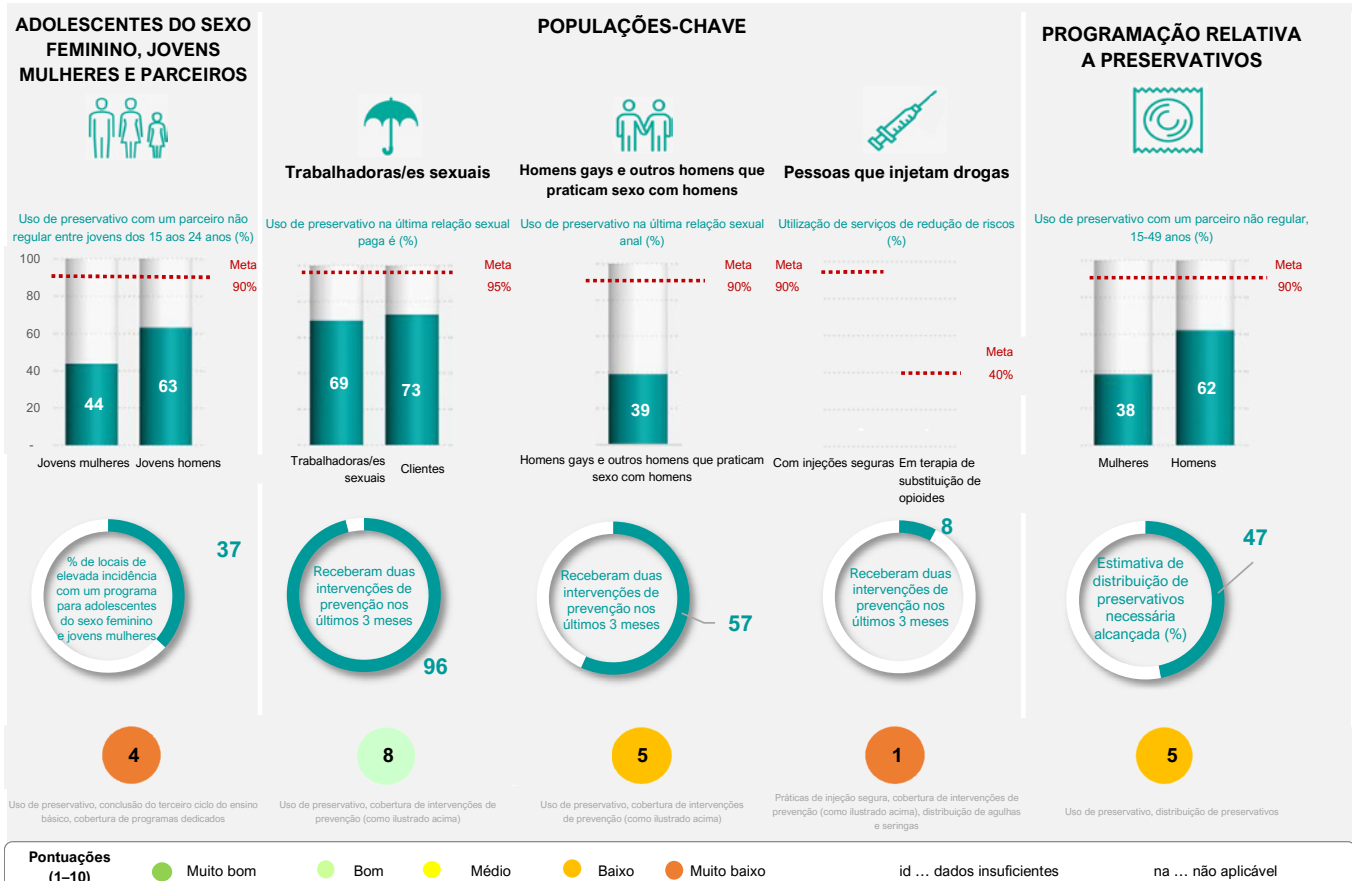 ADOLESCENTES DO SEXO
FEMININO, JOVENS
MULHERES E PARCEIROS
POPULAÇÕES-CHAVE
PROGRAMAÇÃO RELATIVA
A PRESERVATIVOS
Trabalhadoras/es sexuais
Homens gays e outros homens que
praticam sexo com homens
Pessoas que injetam drogas
Uso de preservativo com um parceiro não
regular entre jovens dos 15 aos 24 anos (%)
Uso de preservativo na última relação sexual
paga é (%)
Uso de preservativo na última relação sexual
anal (%)
Utilização de serviços de redução de riscos
(%)
Uso de preservativo com um parceiro não regular,
15-49 anos (%)
100
80
60
40
20
-
Meta
90%
44
63
Jovens mulheres
Jovens homens
Meta
95%
69
73
Trabalhadoras/es
sexuais
Clientes
Meta
90%
39
Homens gays e outros homens que praticam
sexo com homens
Meta
90%
Meta
40%
Com injeções seguras
Em terapia de
substituição de
opioides
Meta
90%
38
62
Mulheres
Homens
% de locais de
elevada incidência
com um programa
para adolescentes
do sexo feminino
e jovens mulheres
37
Receberam duas
intervenções de
prevenção nos
últimos 3 meses
96
Receberam duas
intervenções de
prevenção nos
últimos 3 meses
57
Receberam duas
intervenções de
prevenção nos
últimos 3 meses
8
Estimativa de
distribuição de
preservativos
necessária
alcançada (%)
47
4
8
5
1
5
Uso de preservativo, conclusão do terceiro ciclo do ensino
básico, cobertura de programas dedicados
Uso de preservativo, cobertura de intervenções de
prevenção (como ilustrado acima)
Uso de preservativo, cobertura de intervenções
de prevenção (como ilustrado acima)
Práticas de injeção segura, cobertura de intervenções de
prevenção (como ilustrado acima), distribuição de agulhas
e seringas
Uso de preservativo, distribuição de preservativos
Pontuações
(1–10)
Muito bom
Bom
Médio
Baixo
Muito baixo
id ... dados insuficientes
na ... não aplicável